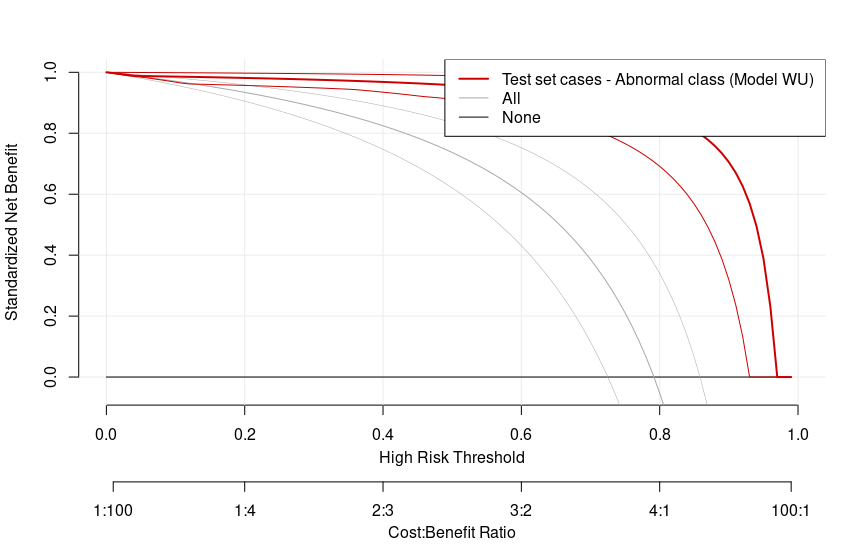 Test set cases - Abnormal class (Model WU)
All
None
Standardized Net Benefit
1.0
0.8
0.6
0.4
0.2
0.0
0.0 0.2 0.4 0.6 0.8 1.0
High Risk Threshold
1:100 1:4 2:3 3:2 4:1 100:1
Cost:Benefit Ratio